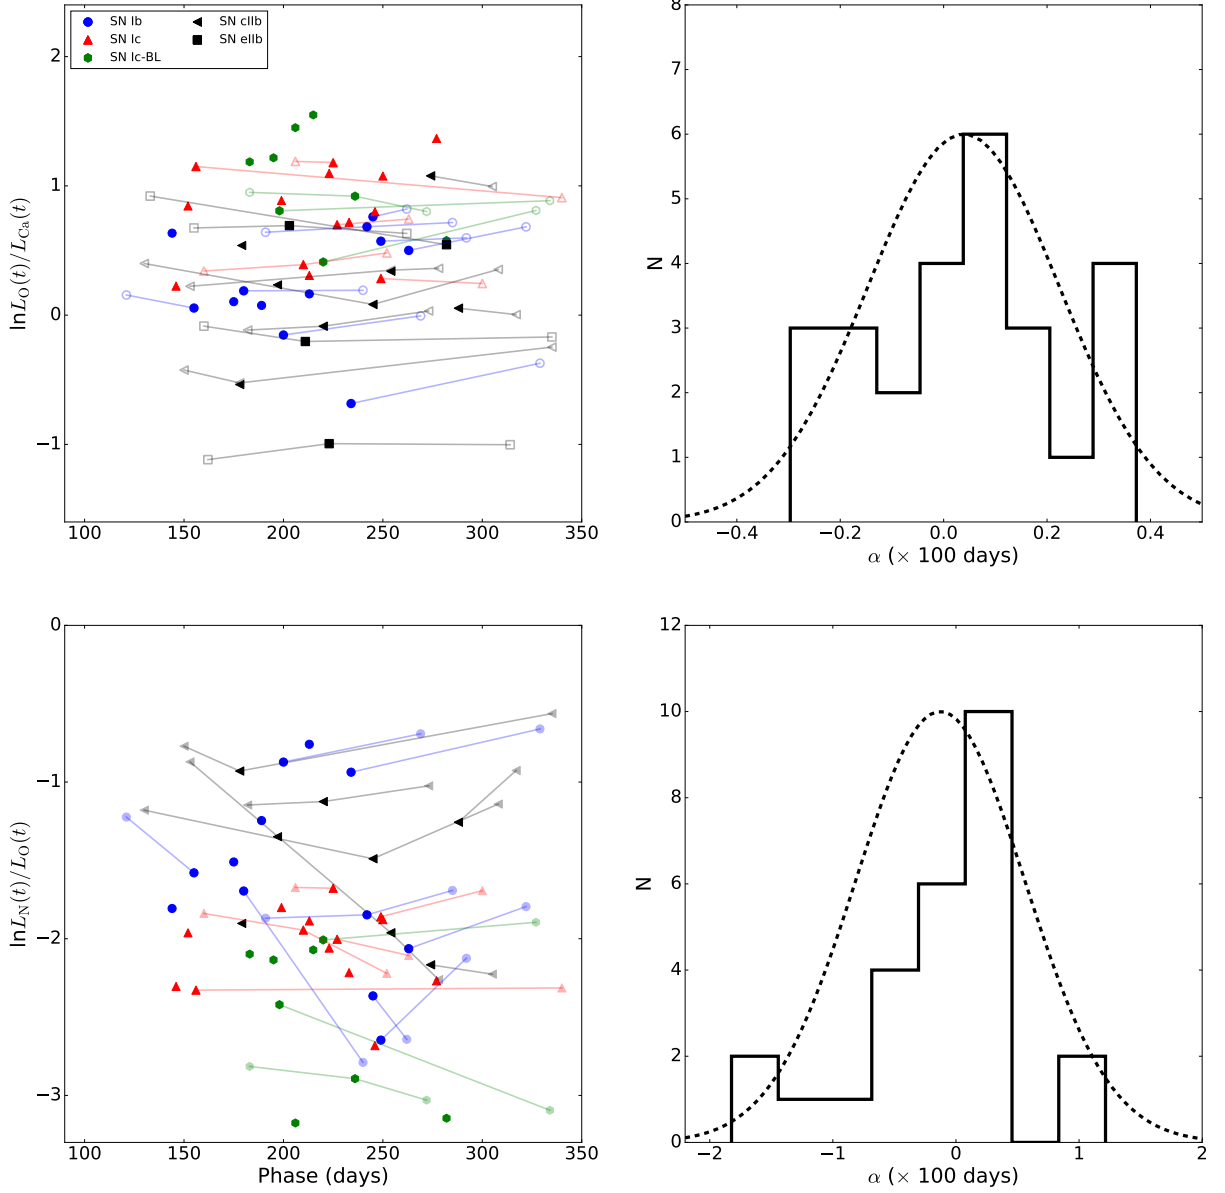 SN Ib
SN Ic
SN Ic-BL
SN cIIb
SN eIIb
2
1
0
−1
ln L_O(t)/L_Ca(t)
100 150 200 250 300 350
8
7
6
5
4
3
2
1
0
N
−0.4 −0.2 0.0 0.2 0.4
α (× 100 days)
0
−1
−2
−3
ln L_N(t)/L_O(t)
100 150 200 250 300 350
Phase (days)
12
10
8
6
4
2
0
N
−2 −1 0 1 2
α (× 100 days)